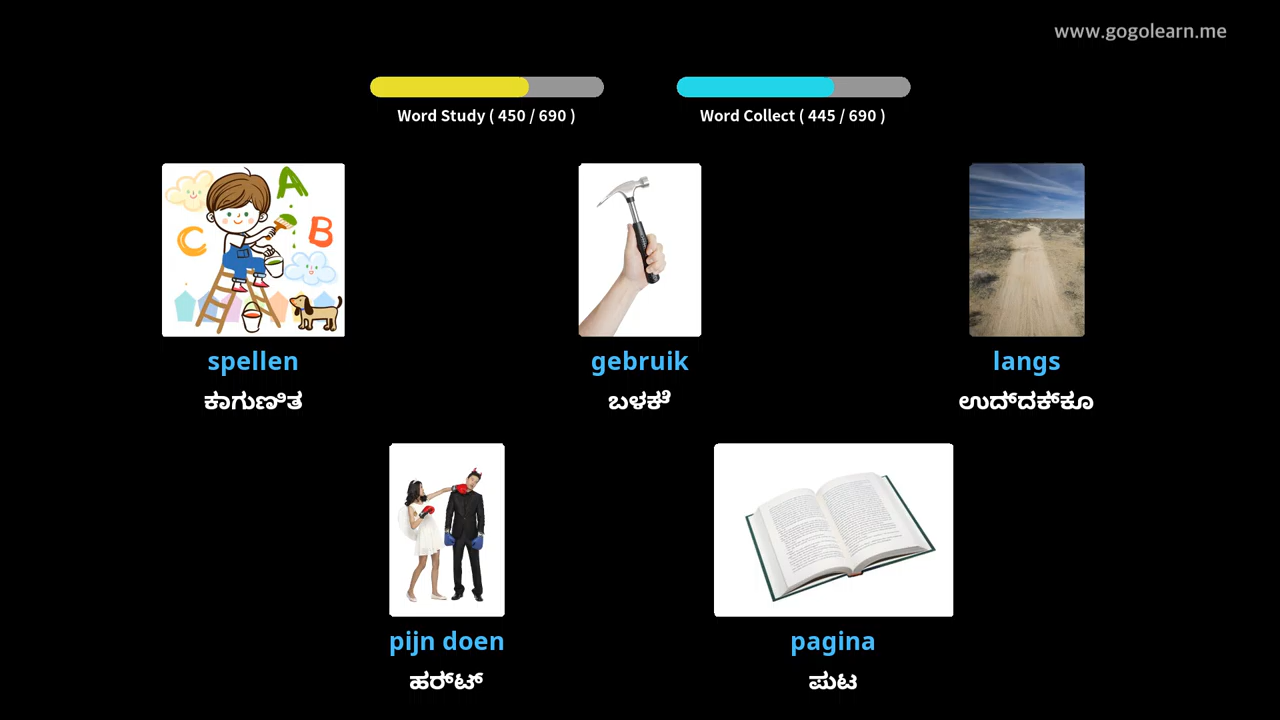 www.gogolearn.me
Word Study ( 450 / 690 )
Word Collect ( 445 / 690 )
A
B
C
spellen
ಕಾಗುಣಿತ
gebruik
ಬಳಕೆ
langs
ಉದ್ದಕ್ಕೂ
pijn doen
ಹರ್ಟ್
pagina
ಪುಟ